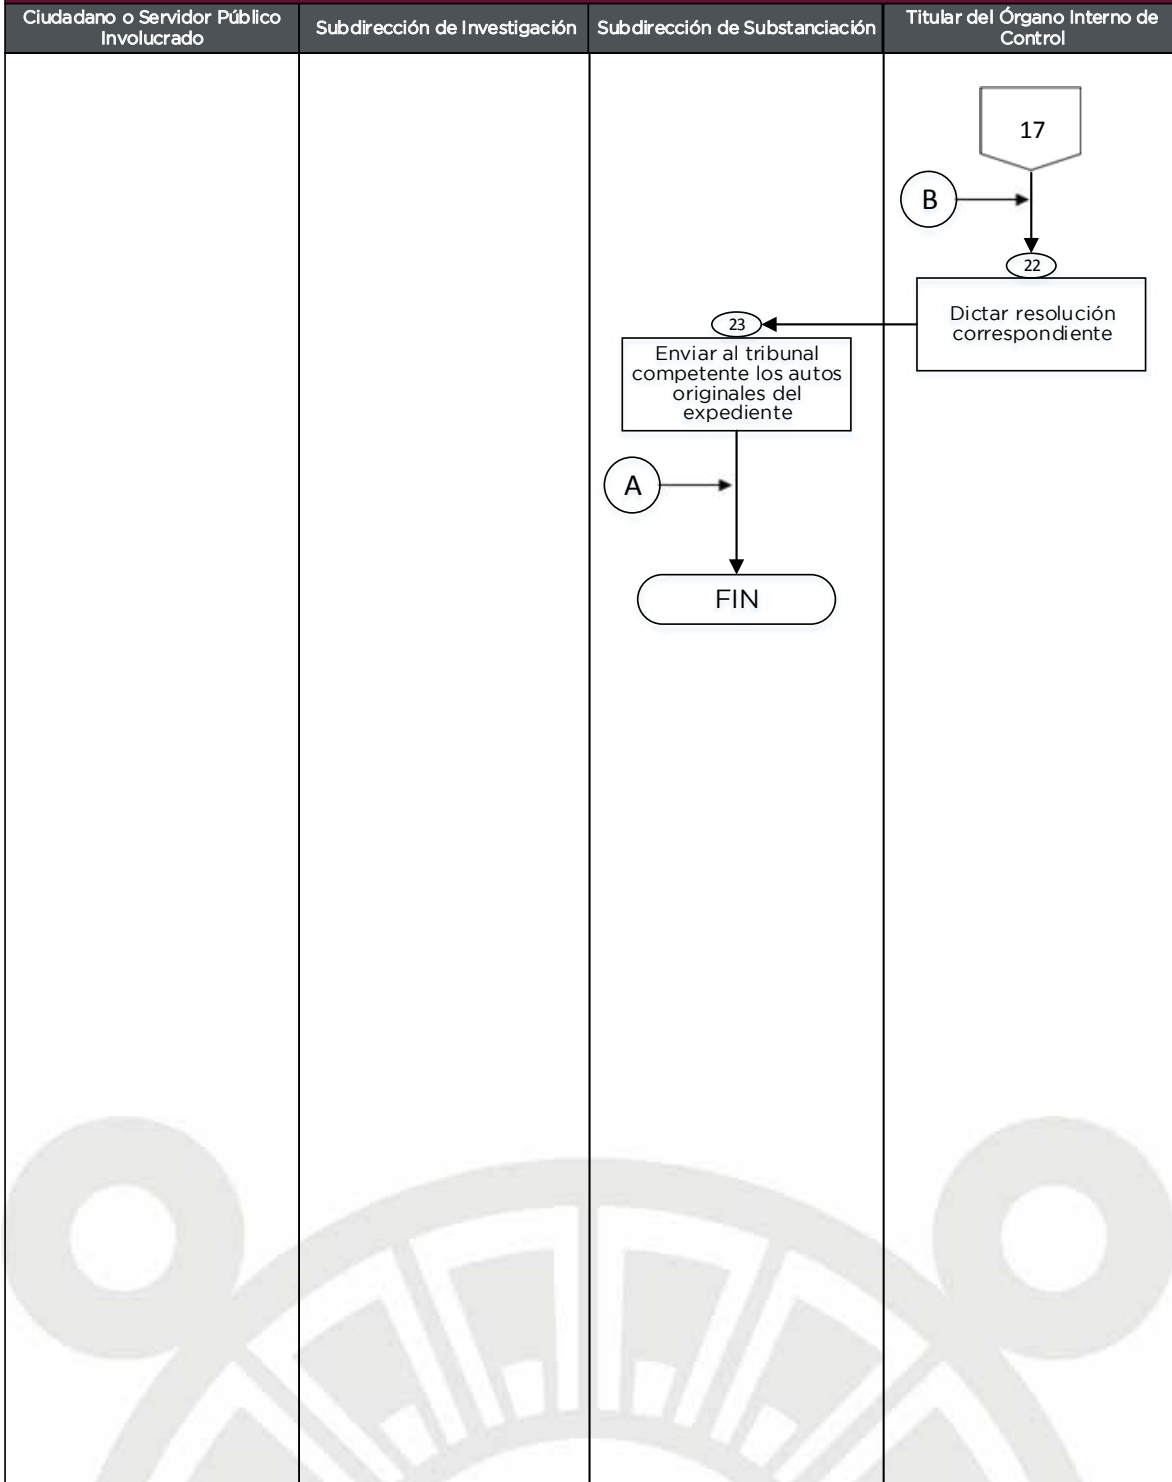 Ciudadano o Servidor Público
Involucrado
Subdirección de Investigación
Subdirección de Substanciación
Titular del Órgano Interno de
Control
17
B
22
Dictar resolución
correspondiente
23
Enviar al tribunal
competente los autos
originales del
expediente
A
FIN